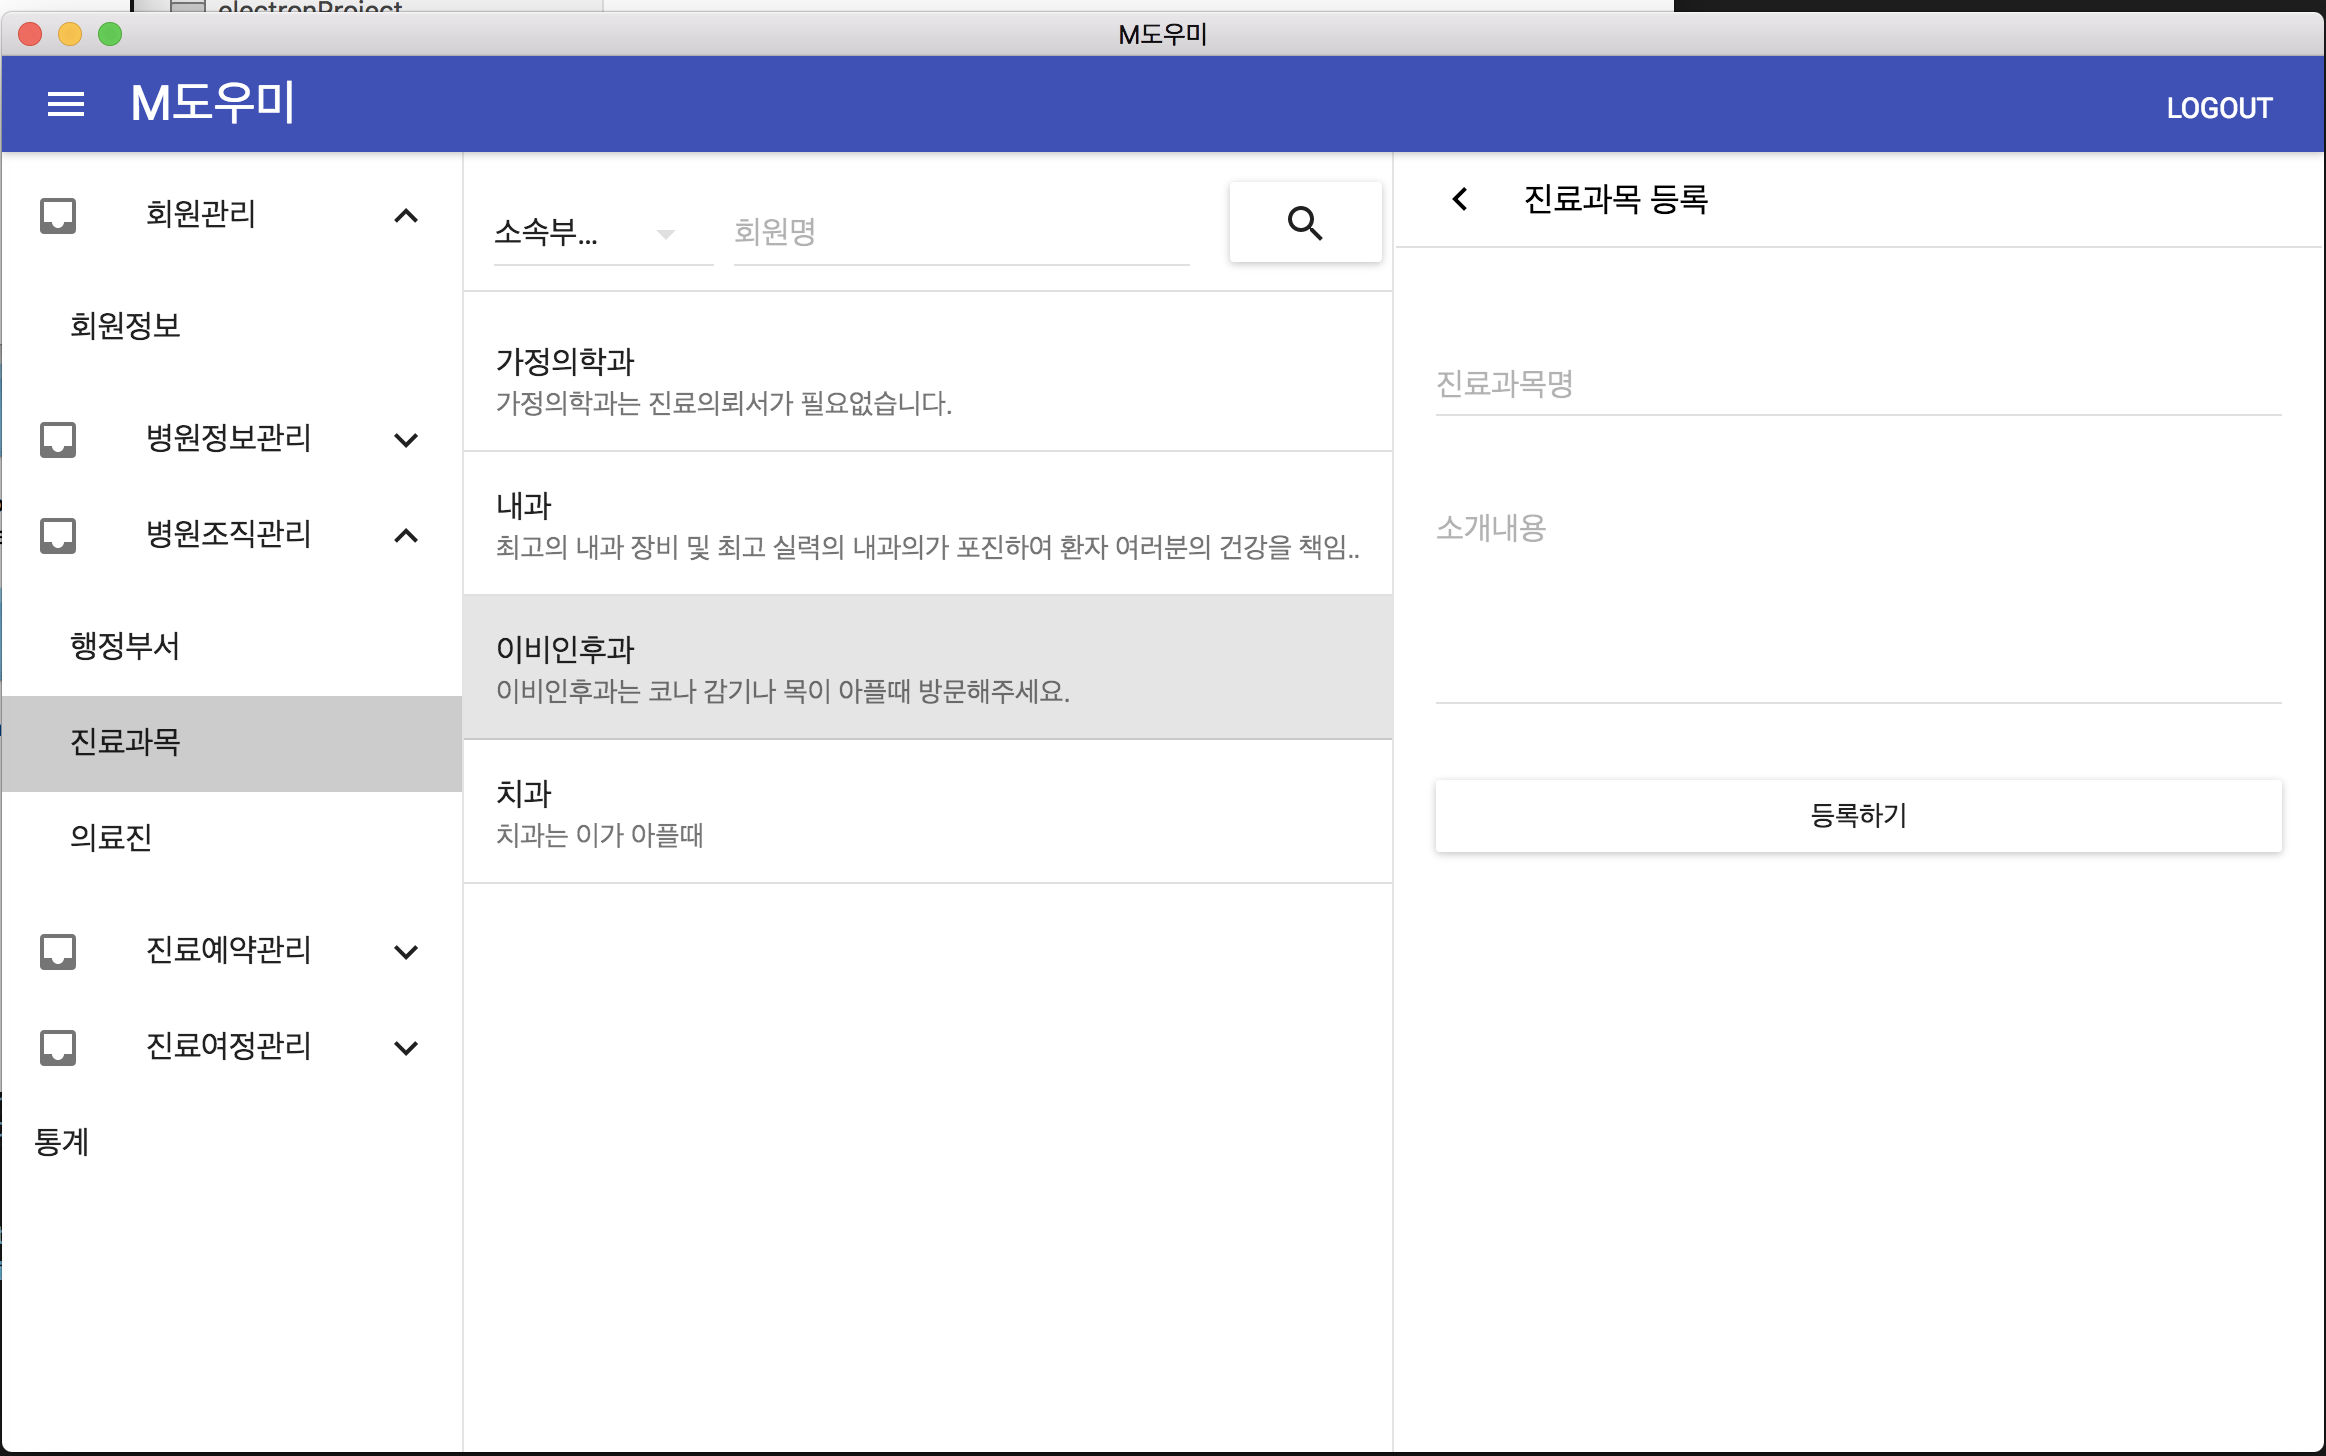 electronProject
M도우미
M도우미
LOGOUT
회원관리
회원정보
병원정보관리
병원조직관리
행정부서
진료과목
의료진
진료예약관리
진료여정관리
통계
소속부...
회원명
가정의학과
가정의학과는 진료의뢰서가 필요없습니다.
내과
최고의 내과 장비 및 최고 실력의 내과의가 포진하여 환자 여러분의 건강을 책임..
이비인후과
이비인후과는 코나 감기나 목이 아플때 방문해주세요.
치과
치과는 이가 아플때
진료과목 등록
진료과목명
소개내용
등록하기